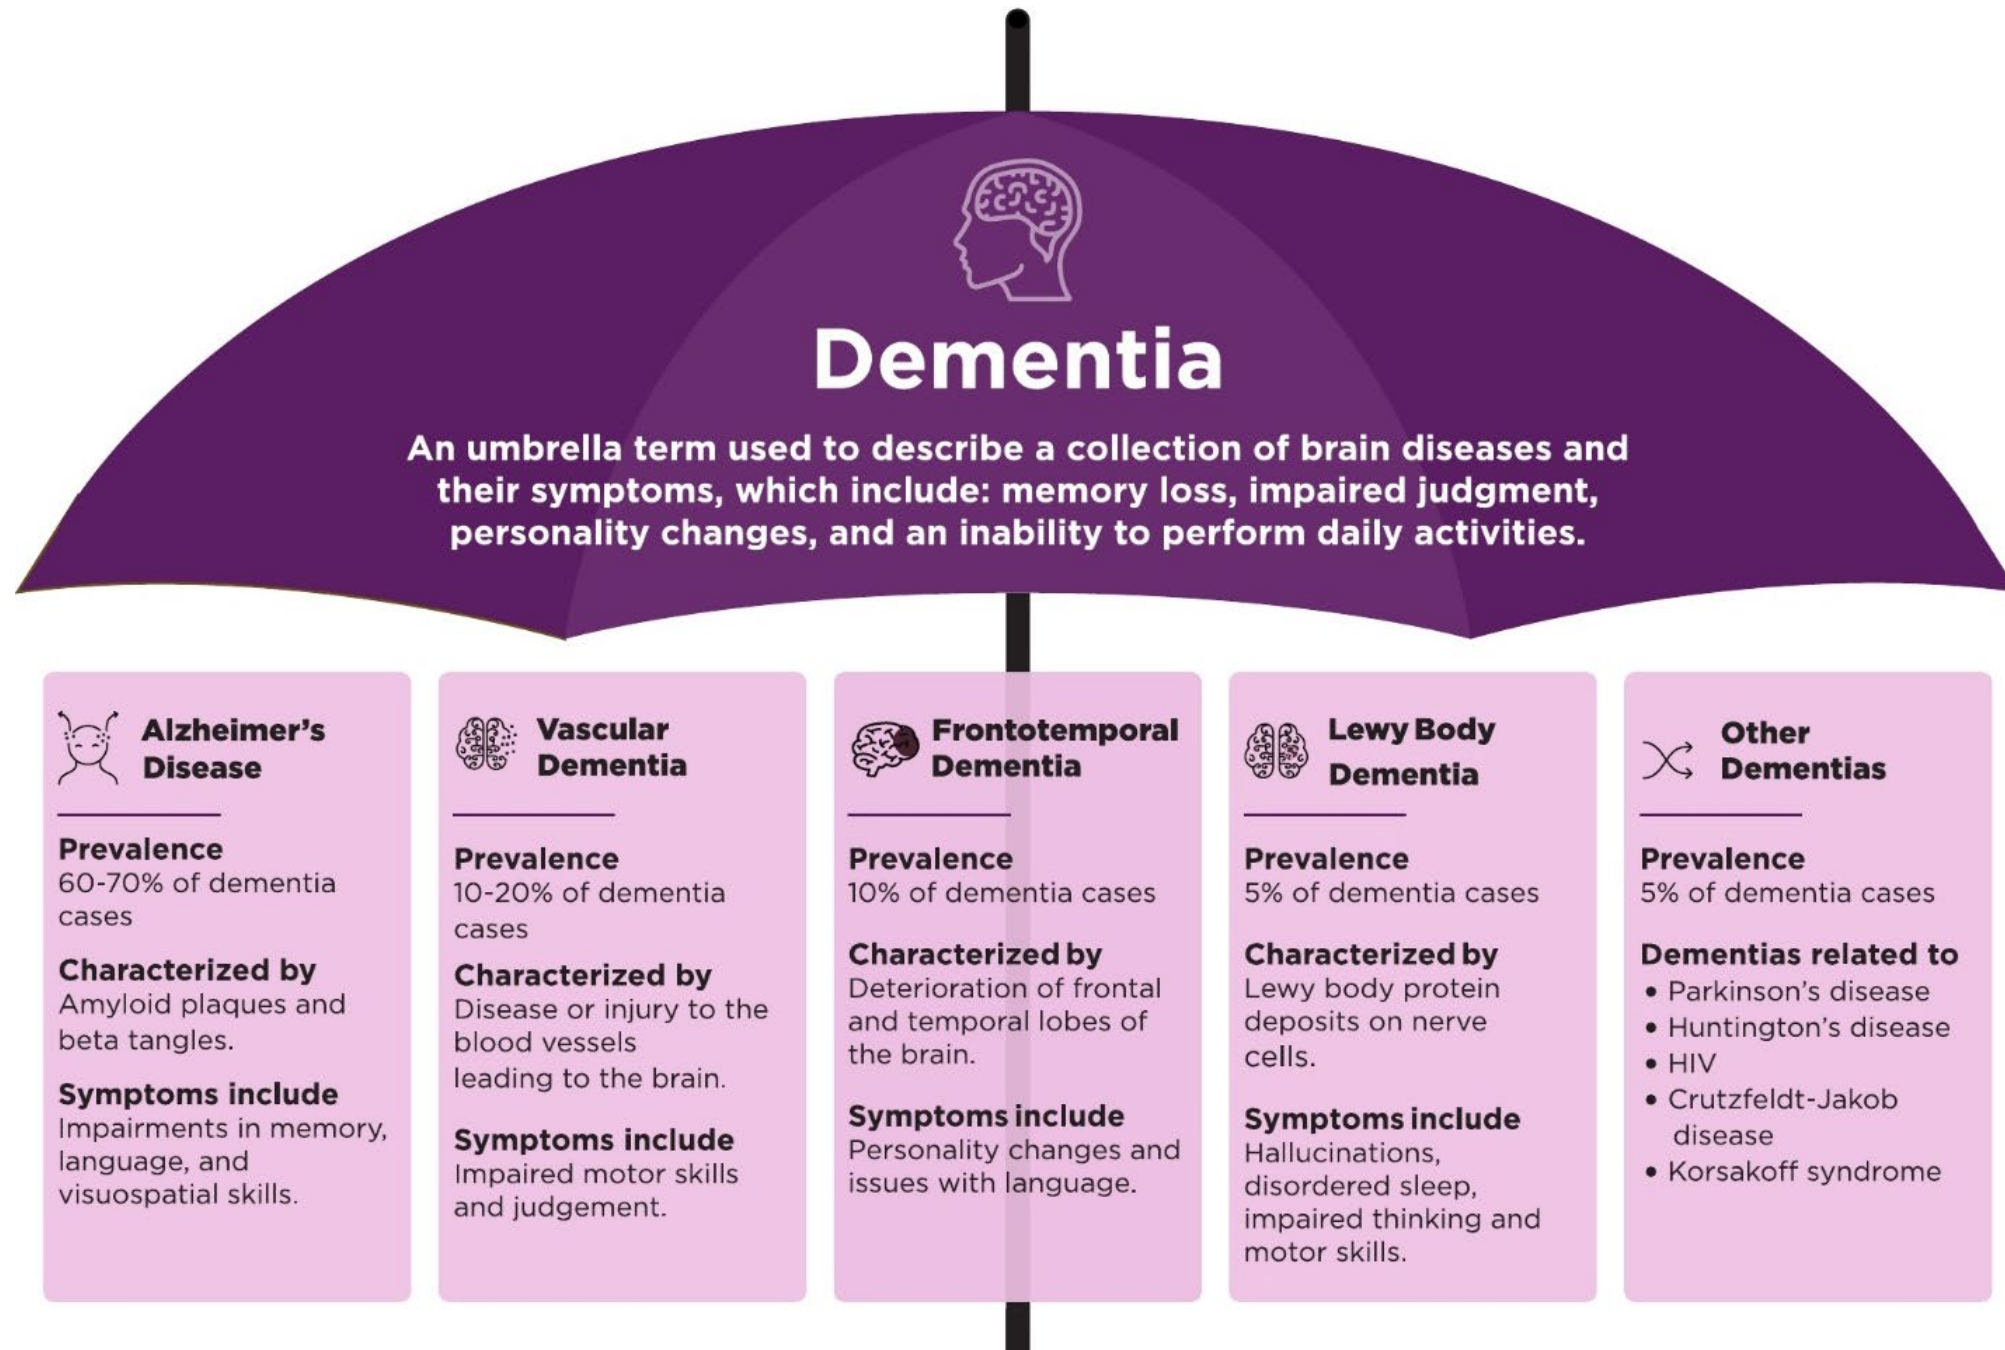 Dementia
An umbrella term used to describe a collection of brain diseases and
their symptoms, which include: memory loss, impaired judgment,
personality changes, and an inability to perform daily activities.
Alzheimer's
Disease
Prevalence
60-70% of dementia
cases
Characterized by
Amyloid plaques and
beta tangles.
Symptoms include
Impairments in memory,
language, and
visuospatial skills.
Vascular
Dementia
Prevalence
10-20% of dementia
cases
Characterized by
Disease or injury to the
blood vessels
leading to the brain.
Symptoms include
Impaired motor skills
and judgement.
Frontotemporal
Dementia
Prevalence
10% of dementia cases
Characterized by
Deterioration of frontal
and temporal lobes of
the brain.
Symptoms include
Personality changes and
issues with language.
Lewy Body
Dementia
Prevalence
5% of dementia cases
Characterized by
Lewy body protein
deposits on nerve
cells.
Symptoms include
Hallucinations,
disordered sleep,
impaired thinking and
motor skills.
Other
Dementias
Prevalence
5% of dementia cases
Dementias related to
• Parkinson's disease
• Huntington's disease
• HIV
• Crutzfeldt-Jakob
disease
• Korsakoff syndrome